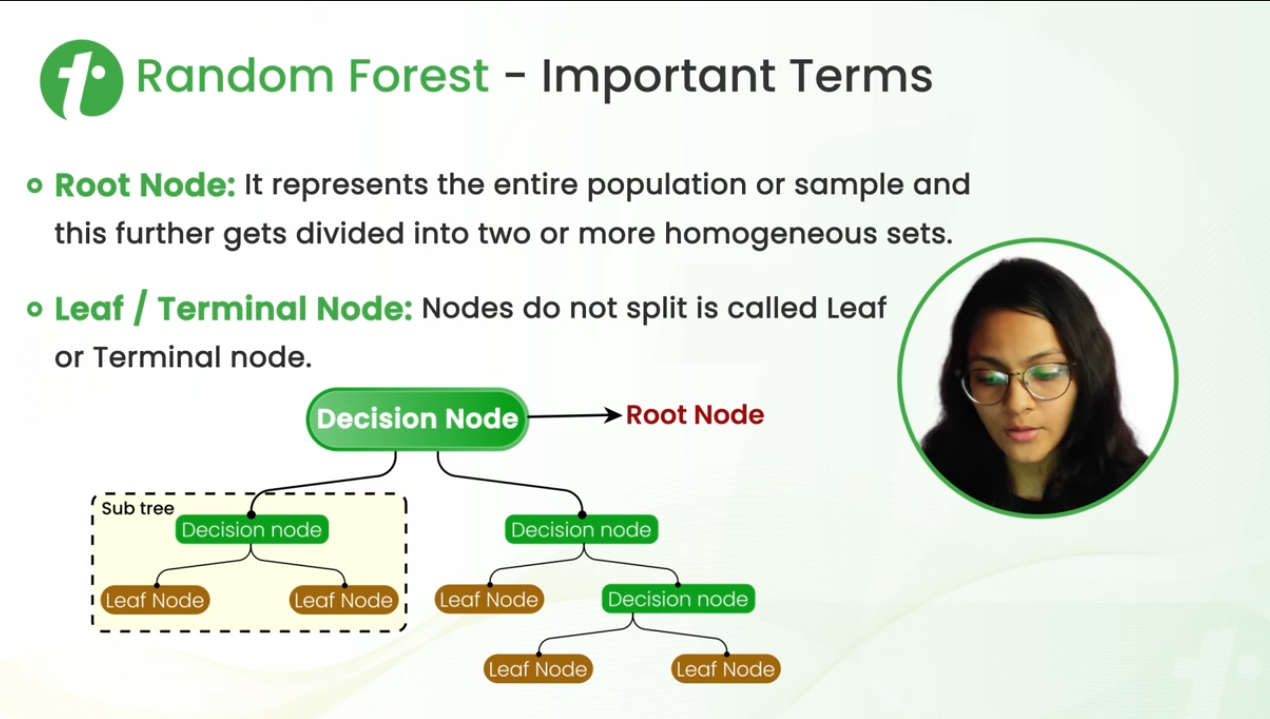 Random Forest - Important Terms
Root Node: It represents the entire population or sample and
this further gets divided into two or more homogeneous sets.
Leaf / Terminal Node: Nodes do not split is called Leaf
or Terminal node.
Decision Node
Root Node
Sub tree
Decision node
Decision node
Leaf Node
Leaf Node
Leaf Node
Decision node
Leaf Node
Leaf Node